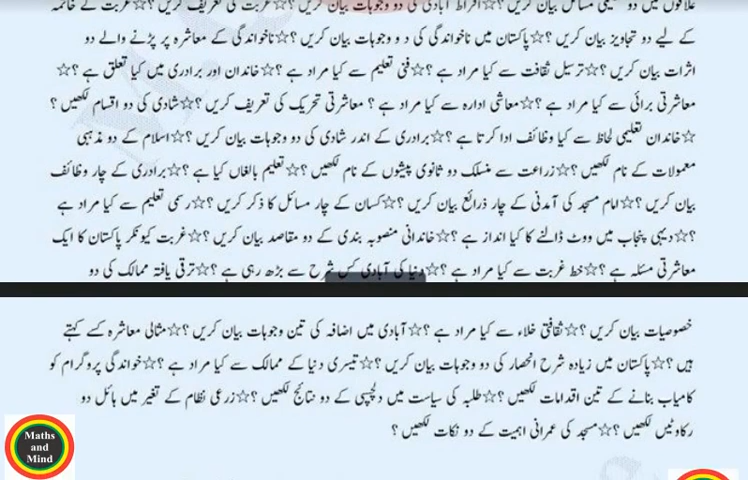 علاقوں میں دو تعلیمی مسائل بیان کریں ؟☆افراط آبادی کی دو وجوہات بیان کریں ؟☆غربت کی تعریف کریں ؟☆غربت کے خاتمہ
کے لیے دو تجاویز بیان کریں ؟☆پاکستان میں ناخواندگی کی د و وجوہات بیان کریں ؟☆ناخواندگی کے معاشرہ پر پڑنے والے دو
اثرات بیان کریں ؟☆ترسیل ثقافت سے کیا مراد ہے ؟☆فنی تعلیم سے کیا مراد ہے ؟☆خاندان اور برادری میں کیا تعلق ہے ؟☆
معاشرتی برائی سے کیا مراد ہے ؟☆معاشی ادارہ سے کیا مراد ہے ؟ معاشرتی تحریک کی تعریف کریں ؟☆شادی کی دو اقسام لکھیں ؟
☆خاندان تعلیمی لحاظ سے کیا وظائف ادا کرتا ہے ؟☆برادری کے اندر شادی کی دو وجوہات بیان کریں ؟☆اسلام کے دو مذہبی
معمولات کے نام لکھیں ؟☆زراعت سے منسلک دو ثانوی پیشوں کے نام لکھیں ؟☆تعلیم بالغاں کیا ہے ؟☆برادری کے چار وظائف
بیان کریں ؟☆امام مسجد کی آمدنی کے چار ذرائع بیان کریں ؟☆کسان کے چار مسائل کا ذکر کریں ؟☆رسمی تعلیم سے کیا مراد ہے
؟☆دیہی پنجاب میں ووٹ ڈالنے کا کیا انداز ہے ؟☆خاندانی منصوبہ بندی کے دو مقاصد بیان کریں ؟☆غربت کیونکر پاکستان کا ایک
معاشرتی مسئلہ ہے ؟☆خط غربت سے کیا مراد ہے ؟☆دنیا کی آبادی کس شرح سے بڑھ رہی ہے ؟☆ترقی یافتہ ممالک کی دو
خصوصیات بیان کریں ؟☆ثقافتی خلاء سے کیا مراد ہے ؟☆آبادی میں اضافہ کی تین وجوہات بیان کریں ؟☆مثالی معاشرہ کسے کہتے
ہیں ؟☆پاکستان میں زیادہ شرح انحصار کی دو وجوہات بیان کریں ؟☆تیسری دنیا کے ممالک سے کیا مراد ہے ؟☆خواندگی پروگرام کو
کامیاب بنانے کے تین اقدامات لکھیں ؟☆طلبہ کی سیاست میں دلچسپی کے دو نتائج لکھیں ؟☆زرعی نظام کے تغیر میں ہائل دو
رکاوٹیں لکھیں ؟☆مسجد کی عمرانی اہمیت کے دو نکات لکھیں ؟
Maths
and
Mind